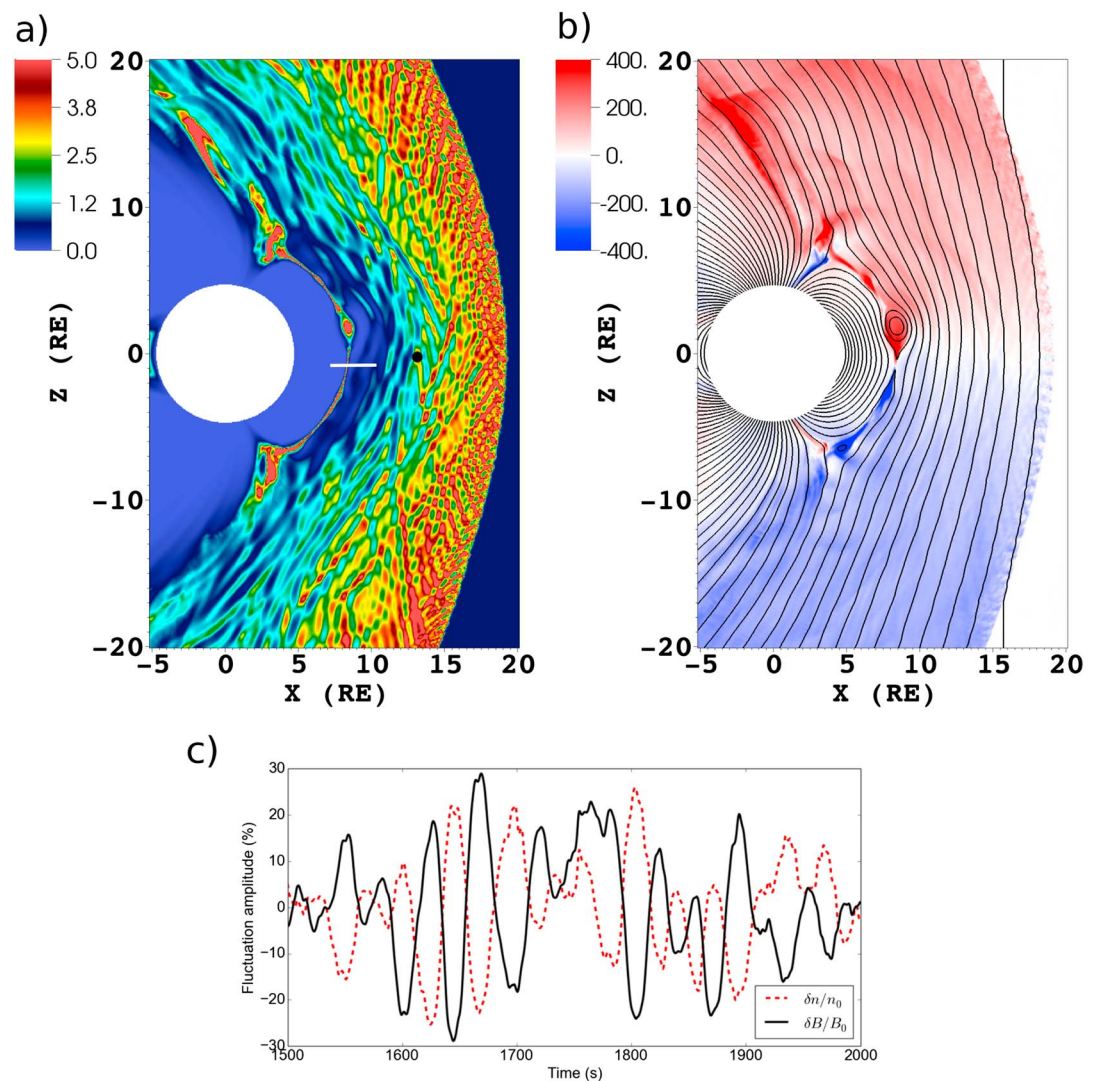 a)
5.0
3.8
2.5
1.2
0.0
20
10
0
−10
−20
Z (RE)
−5 0 5 10 15 20
X (RE)
b)
400.
200.
0.
-200.
-400.
20
10
0
−10
−20
Z (RE)
−5 0 5 10 15 20
X (RE)
c)
30
20
10
0
−10
−20
−30
Fluctuation amplitude (%)
δn/n₀
δB/B₀
1500 1600 1700 1800 1900 2000
Time (s)